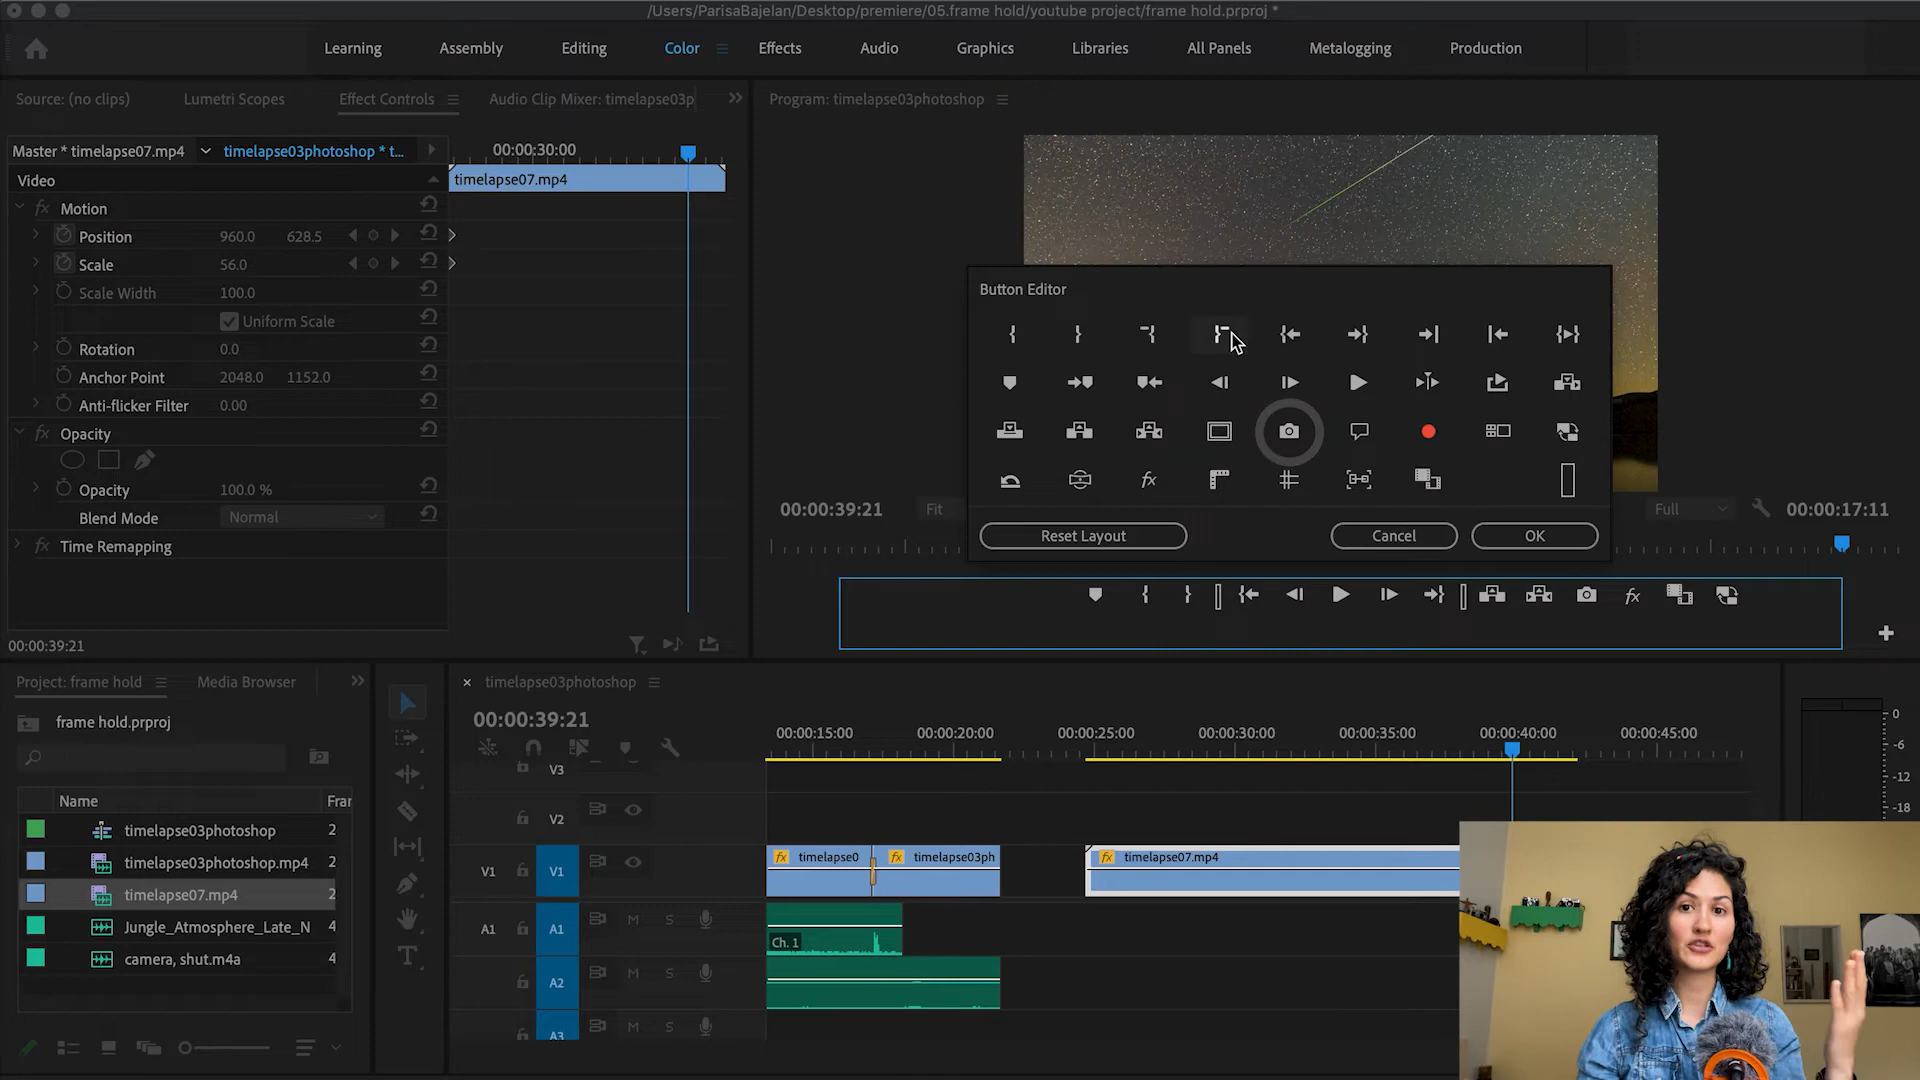 /Users/ParisaBajelan/Desktop/premiere/05.frame hold/youtube project/frame hold.prproj *
Learning Assembly Editing Color Effects Audio Graphics Libraries All Panels Metalogging Production
Source: (no clips) Lumetri Scopes Effect Controls Audio Clip Mixer: timelapse03p
Program: timelapse03photoshop
Master * timelapse07.mp4 timelapse03photoshop * t...
00:00:30:00
Video
timelapse07.mp4
fx Motion
Position 960.0 628.5
Scale 56.0
Scale Width 100.0
Uniform Scale
Rotation 0.0
Anchor Point 2048.0 1152.0
Anti-flicker Filter 0.00
fx Opacity
Opacity 100.0 %
Blend Mode Normal
fx Time Remapping
00:00:39:21
Button Editor
fx
Reset Layout Cancel OK
00:00:39:21 Fit Full 00:00:17:11
fx
Project: frame hold Media Browser
frame hold.prproj
Name Frar
timelapse03photoshop 2
timelapse03photoshop.mp4 2
timelapse07.mp4 2
Jungle_Atmosphere_Late_N 4
camera, shut.m4a 4
T
× timelapse03photoshop
00:00:39:21
00:00:15:00 00:00:20:00 00:00:25:00 00:00:30:00 00:00:35:00 00:00:40:00 00:00:45:00
V3
V2
V1 V1
fx timelapse0 fx timelapse03ph fx timelapse07.mp4
A1 A1 M S
Ch. 1
A2 M S
A3 M S
0
-6
-12
-18